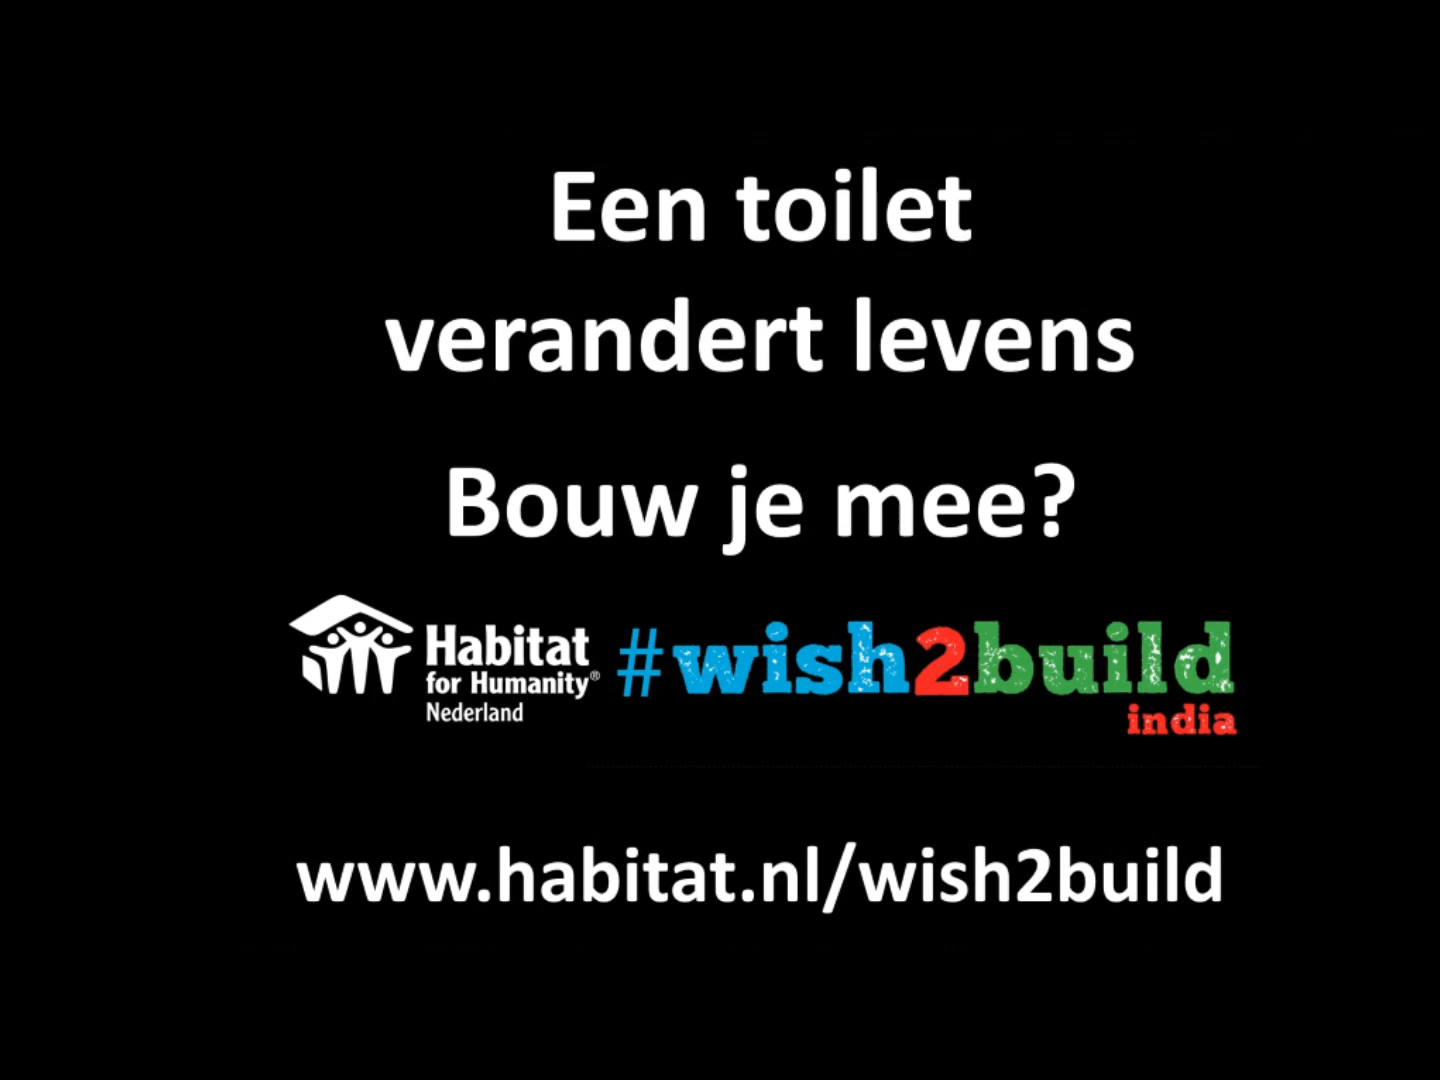 Een toilet
verandert levens
Bouw je mee?
Habitat
for Humanity®
Nederland
#wish2build
india
www.habitat.nl/wish2build